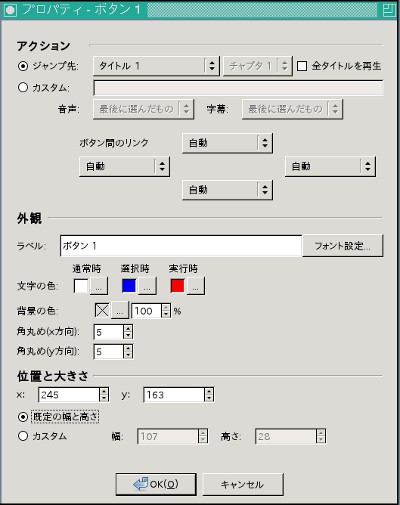 プロパティ - ボタン 1
アクション
ジャンプ先: タイトル 1 チャプタ 1 全タイトルを再生
カスタム:
音声: 最後に選んだもの 字幕: 最後に選んだもの
ボタン間のリンク 自動
自動 自動
自動
外観
ラベル: ボタン 1 フォント設定...
通常時 選択時 実行時
文字の色: ... ... ...
背景の色: ... 100 %
角丸め(x方向): 5
角丸め(y方向): 5
位置と大きさ
x: 245 y: 163
既定の幅と高さ
カスタム 幅: 107 高さ: 28
OK(O) キャンセル